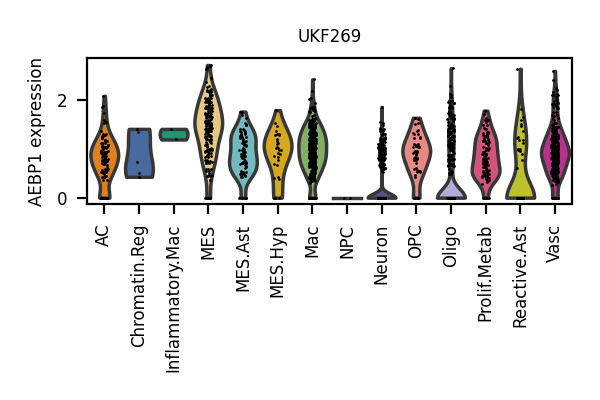 UKF269
AEBP1 expression
2
0
AC
Chromatin.Reg
Inflammatory.Mac
MES
MES.Ast
MES.Hyp
Mac
NPC
Neuron
OPC
Oligo
Prolif.Metab
Reactive.Ast
Vasc